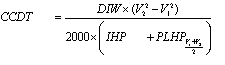 CCDT = DIW × (V₂² − V₁²) / 2000 × (IHP + PLHP_{(V₁+V₂)/2})